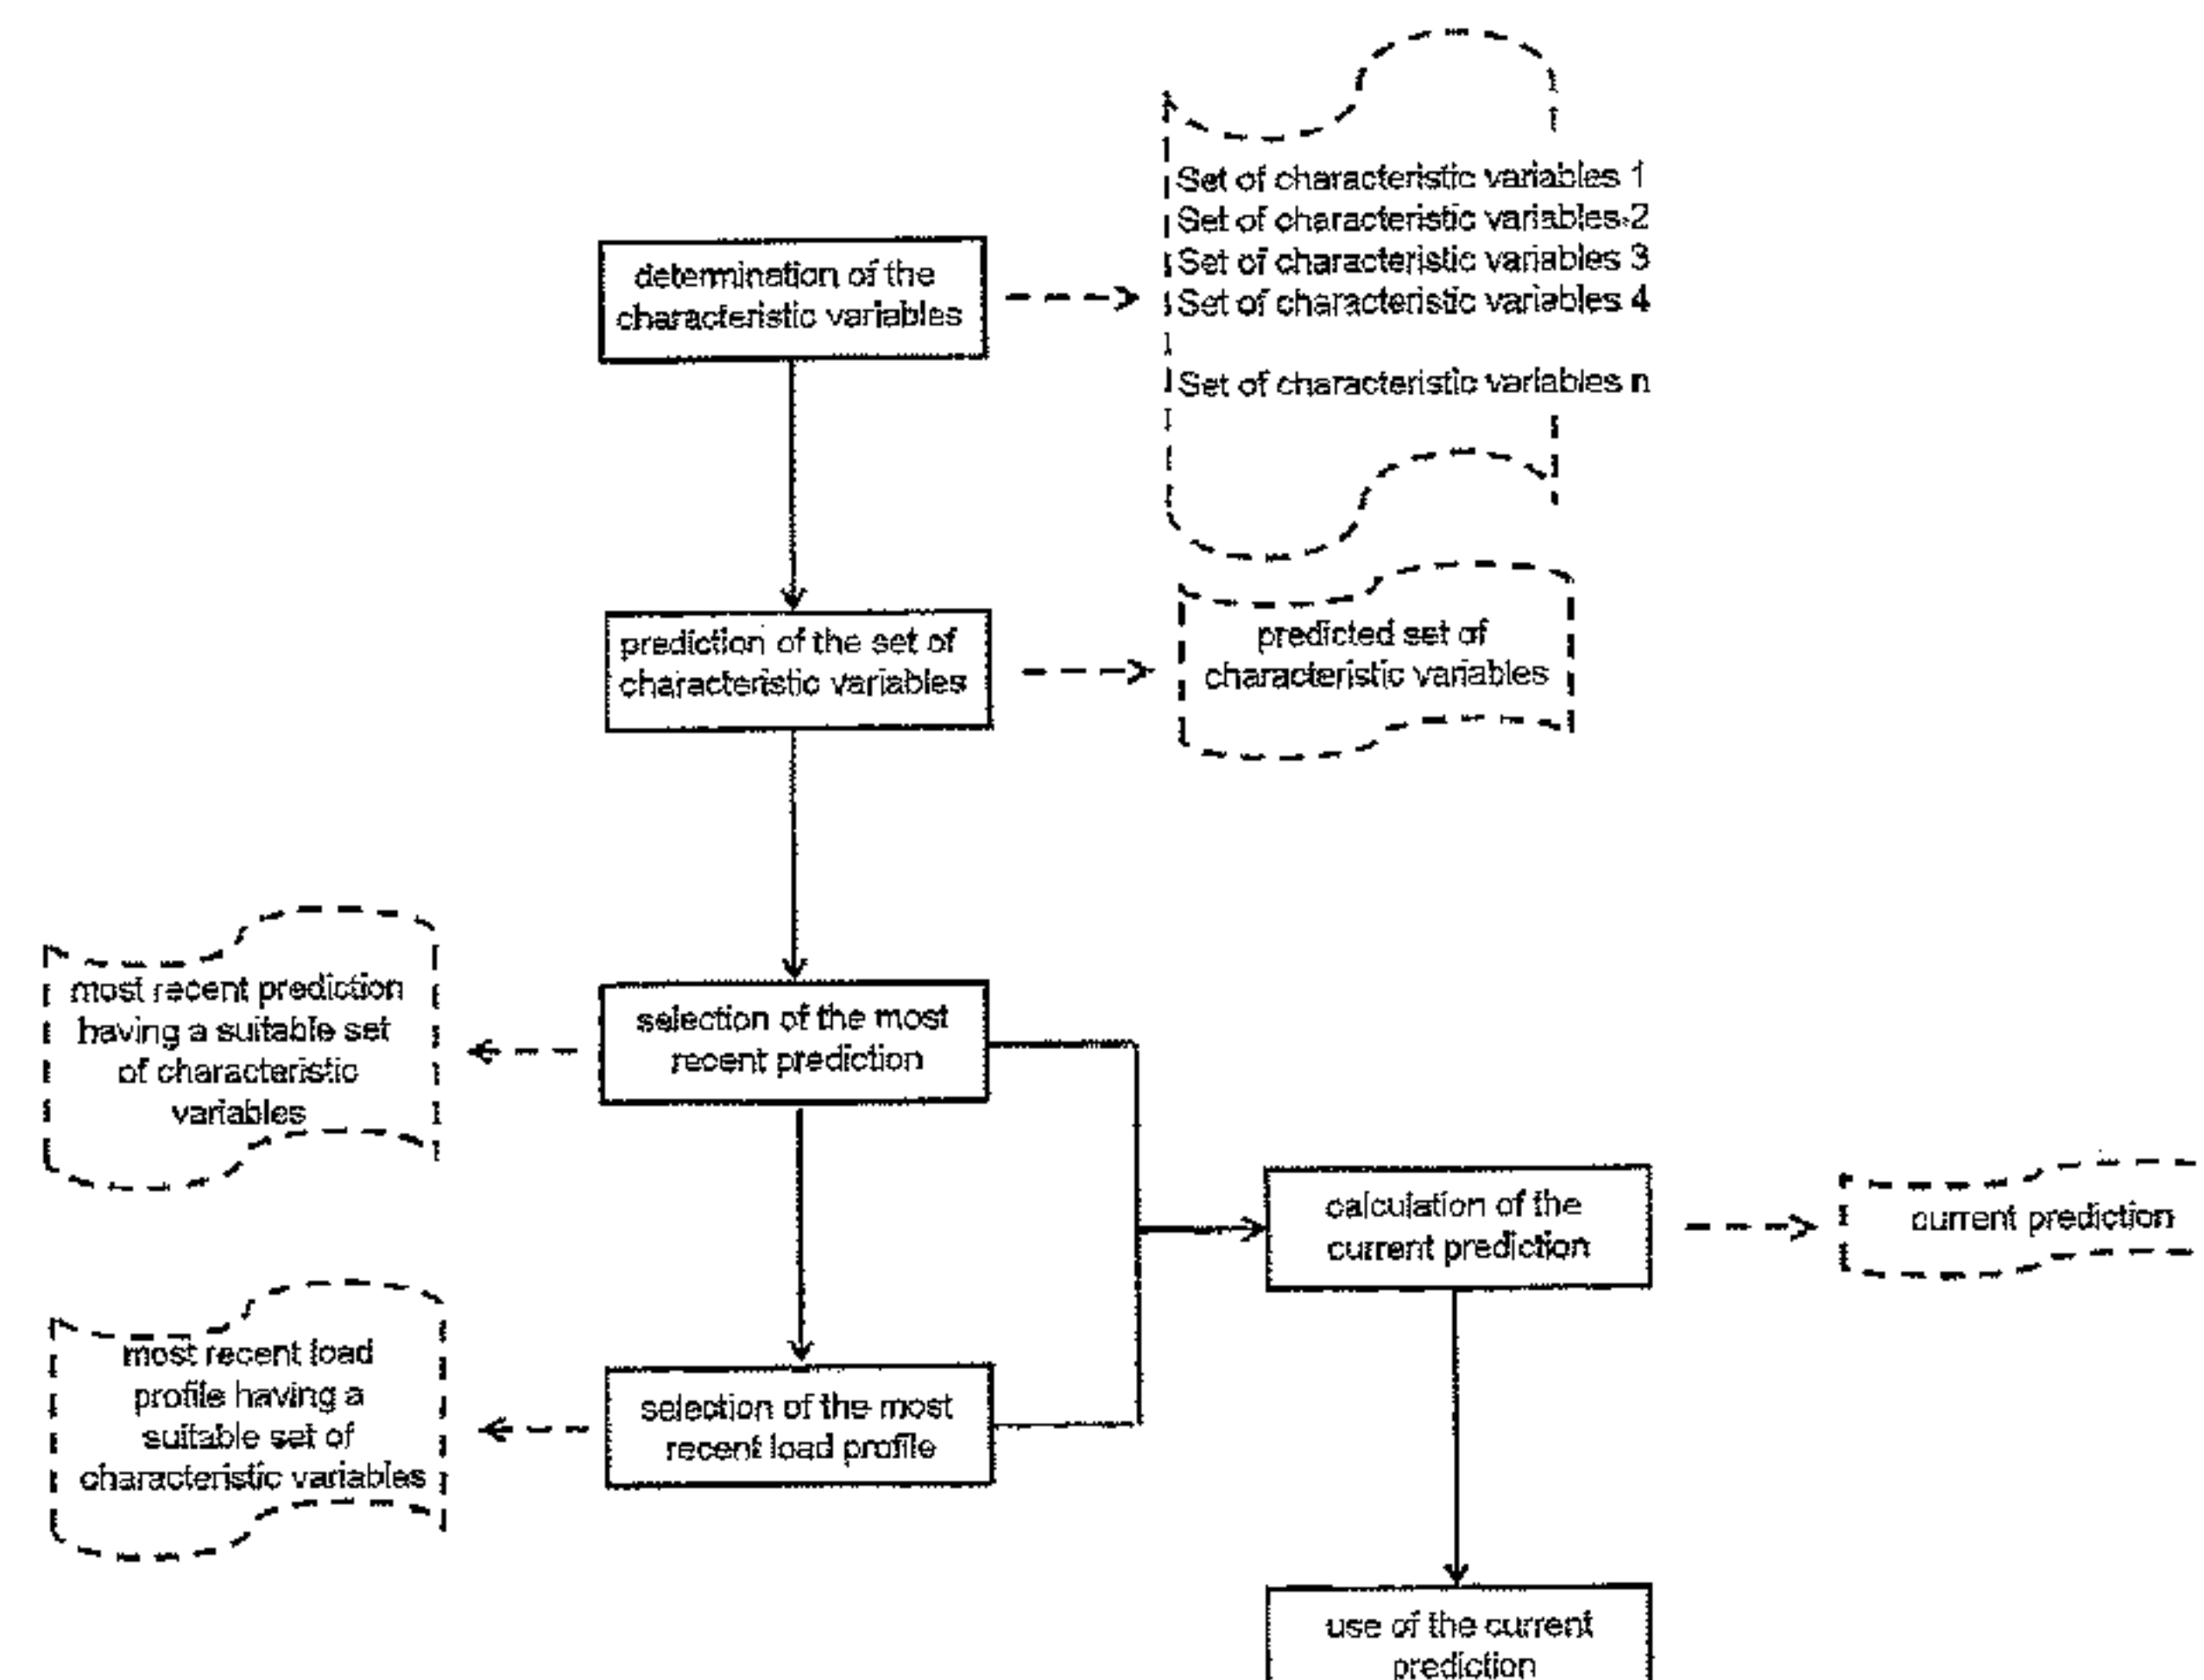 Set of characteristic variables 1
Set of characteristic variables 2
Set of characteristic variables 3
Set of characteristic variables 4
Set of characteristic variables n
determination of the
characteristic variables
prediction of the set of
characteristic variables
predicted set of
characteristic variables
most recent prediction
having a suitable set
of characteristic
variables
selection of the most
recent prediction
calculation of the
current prediction
current prediction
most recent load
profile having a
suitable set of
characteristic variables
selection of the most
recent load profile
use of the current
prediction